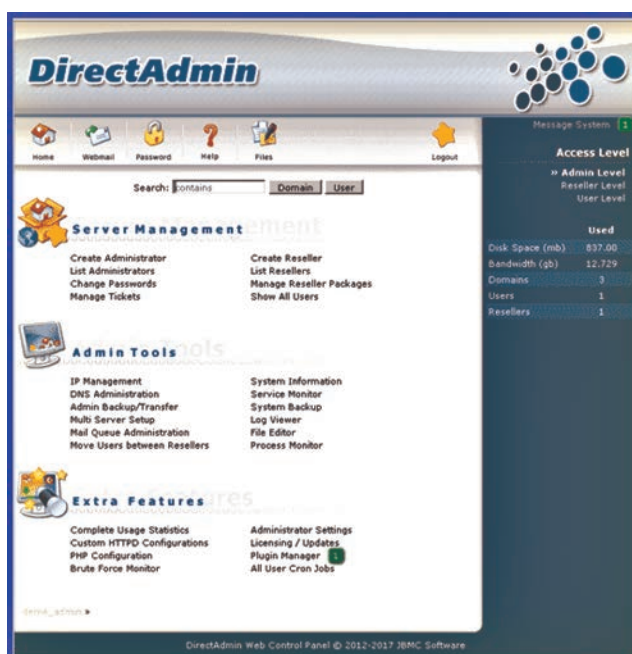 DirectAdmin
Message System 1
Home Webmail Password Help Files Logout
Access Level
» Admin Level
Reseller Level
User Level
Search: contains Domain User
Server Management
Create Administrator Create Reseller
List Administrators List Resellers
Change Passwords Manage Reseller Packages
Manage Tickets Show All Users
Used
Disk Space (mb) 837.00
Bandwidth (gb) 12.729
Domains 3
Users 1
Resellers 1
Admin Tools
IP Management System Information
DNS Administration Service Monitor
Admin Backup/Transfer System Backup
Multi Server Setup Log Viewer
Mail Queue Administration File Editor
Move Users between Resellers Process Monitor
Extra Features
Complete Usage Statistics Administrator Settings
Custom HTTPD Configurations Licensing / Updates
PHP Configuration Plugin Manager 1
Brute Force Monitor All User Cron Jobs
demo_admin »
DirectAdmin Web Control Panel © 2012-2017 JBMC Software